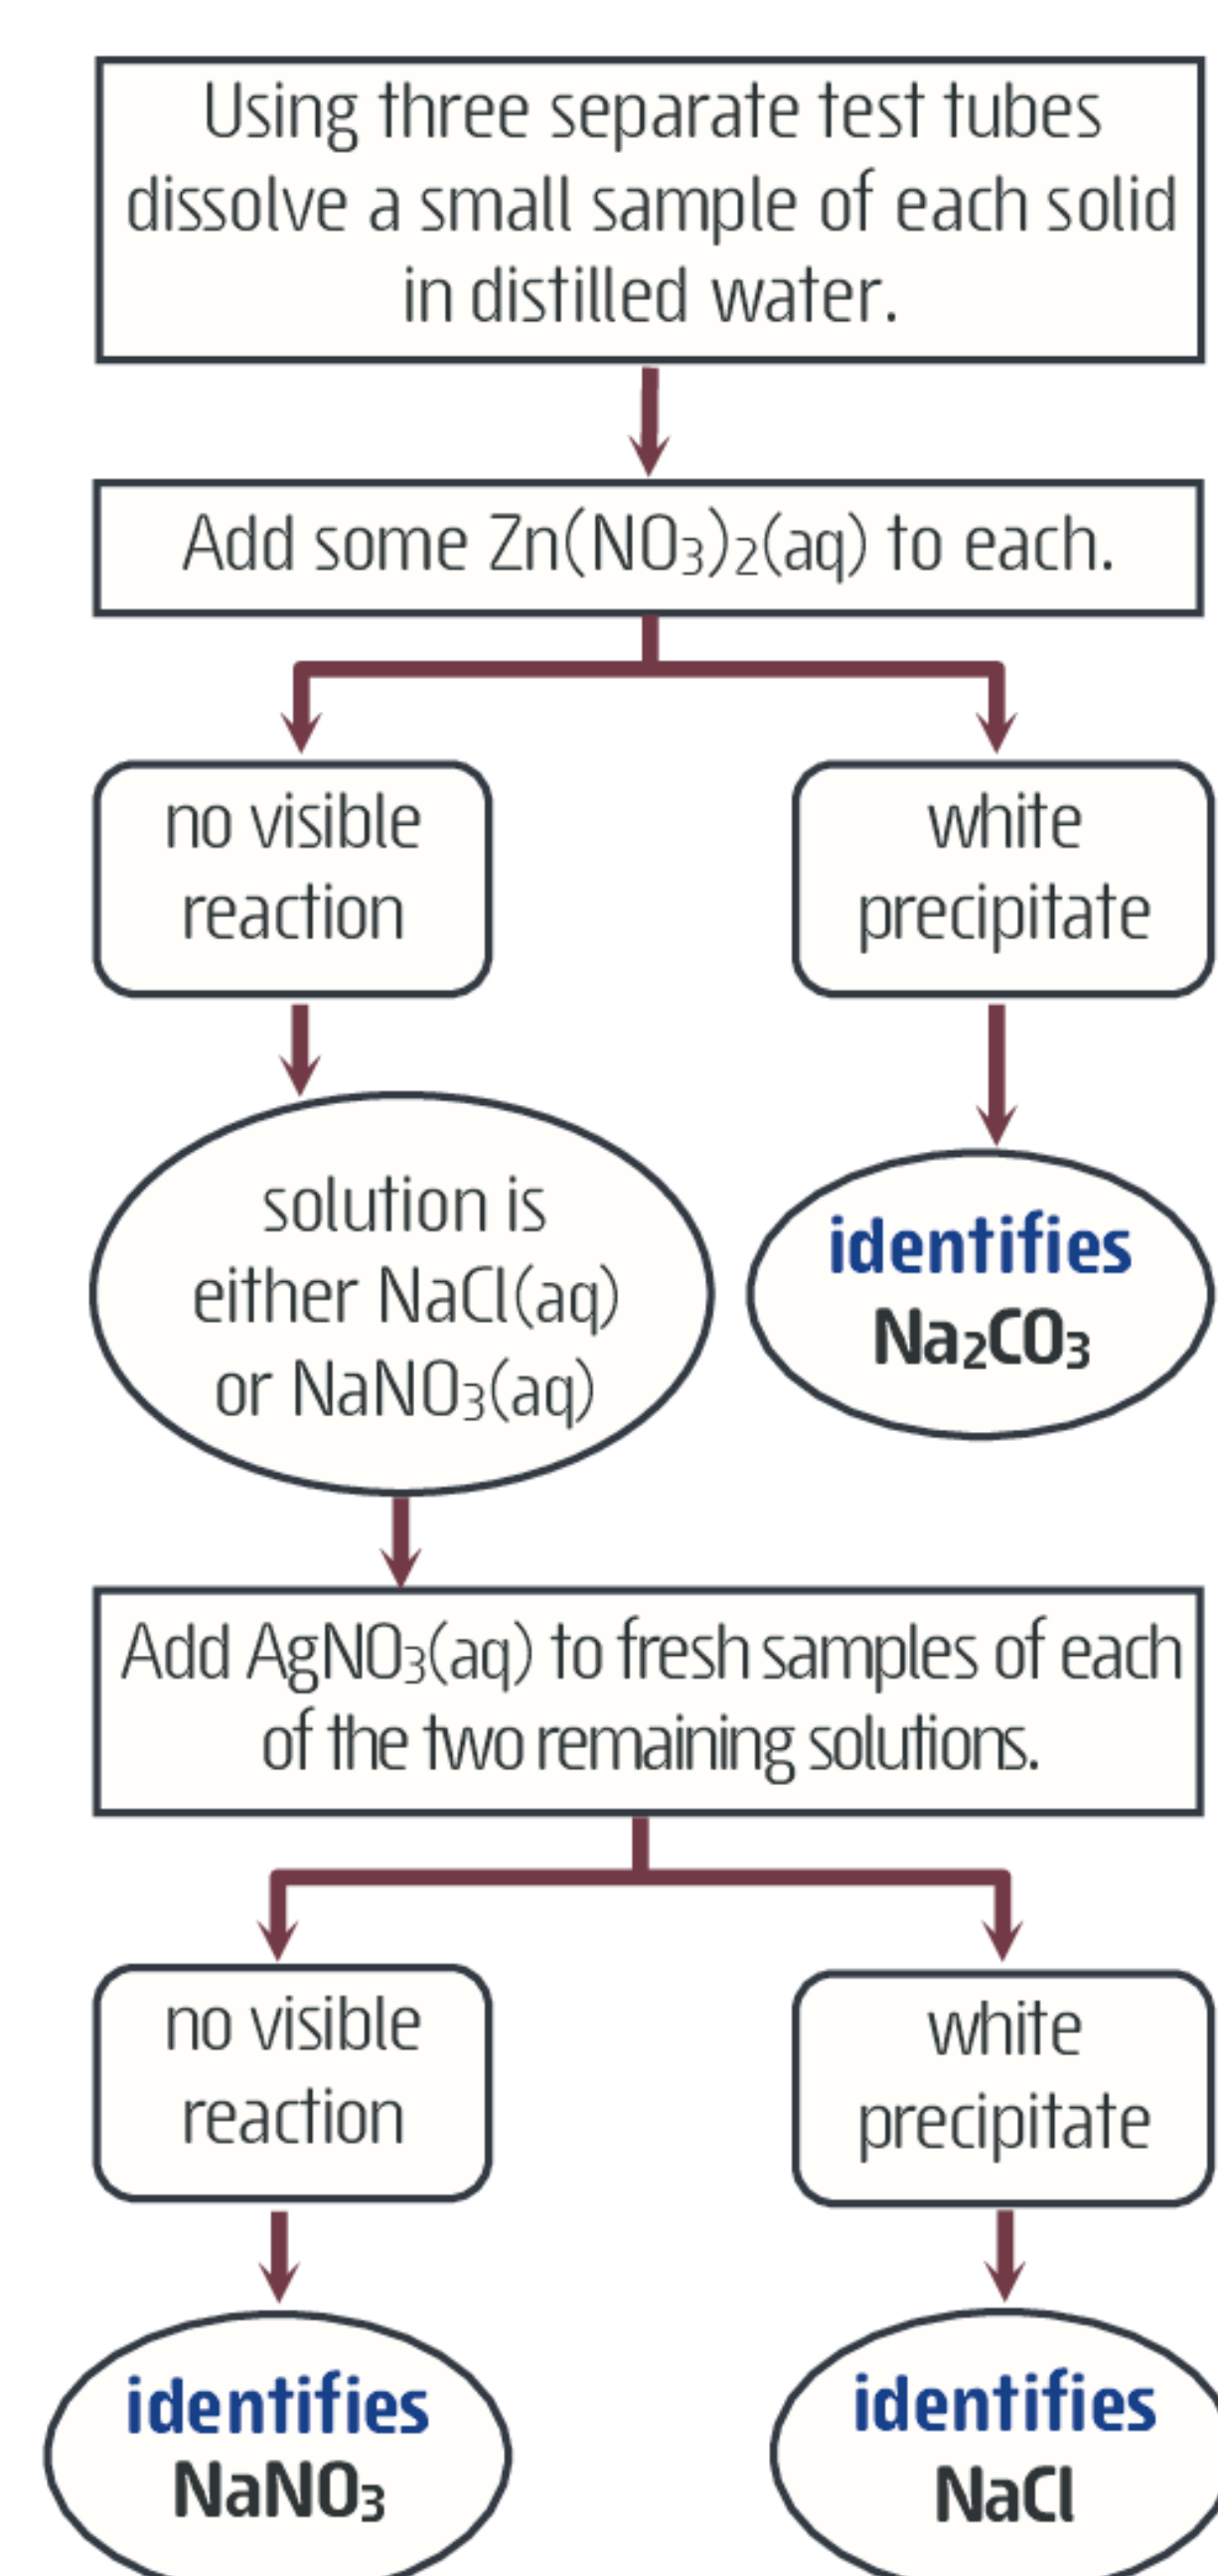 Using three separate test tubes
dissolve a small sample of each solid
in distilled water.
Add some Zn(NO₃)₂(aq) to each.
no visible
reaction
white
precipitate
solution is
either NaCl(aq)
or NaNO₃(aq)
identifies
Na₂CO₃
Add AgNO₃(aq) to fresh samples of each
of the two remaining solutions.
no visible
reaction
white
precipitate
identifies
NaNO₃
identifies
NaCl